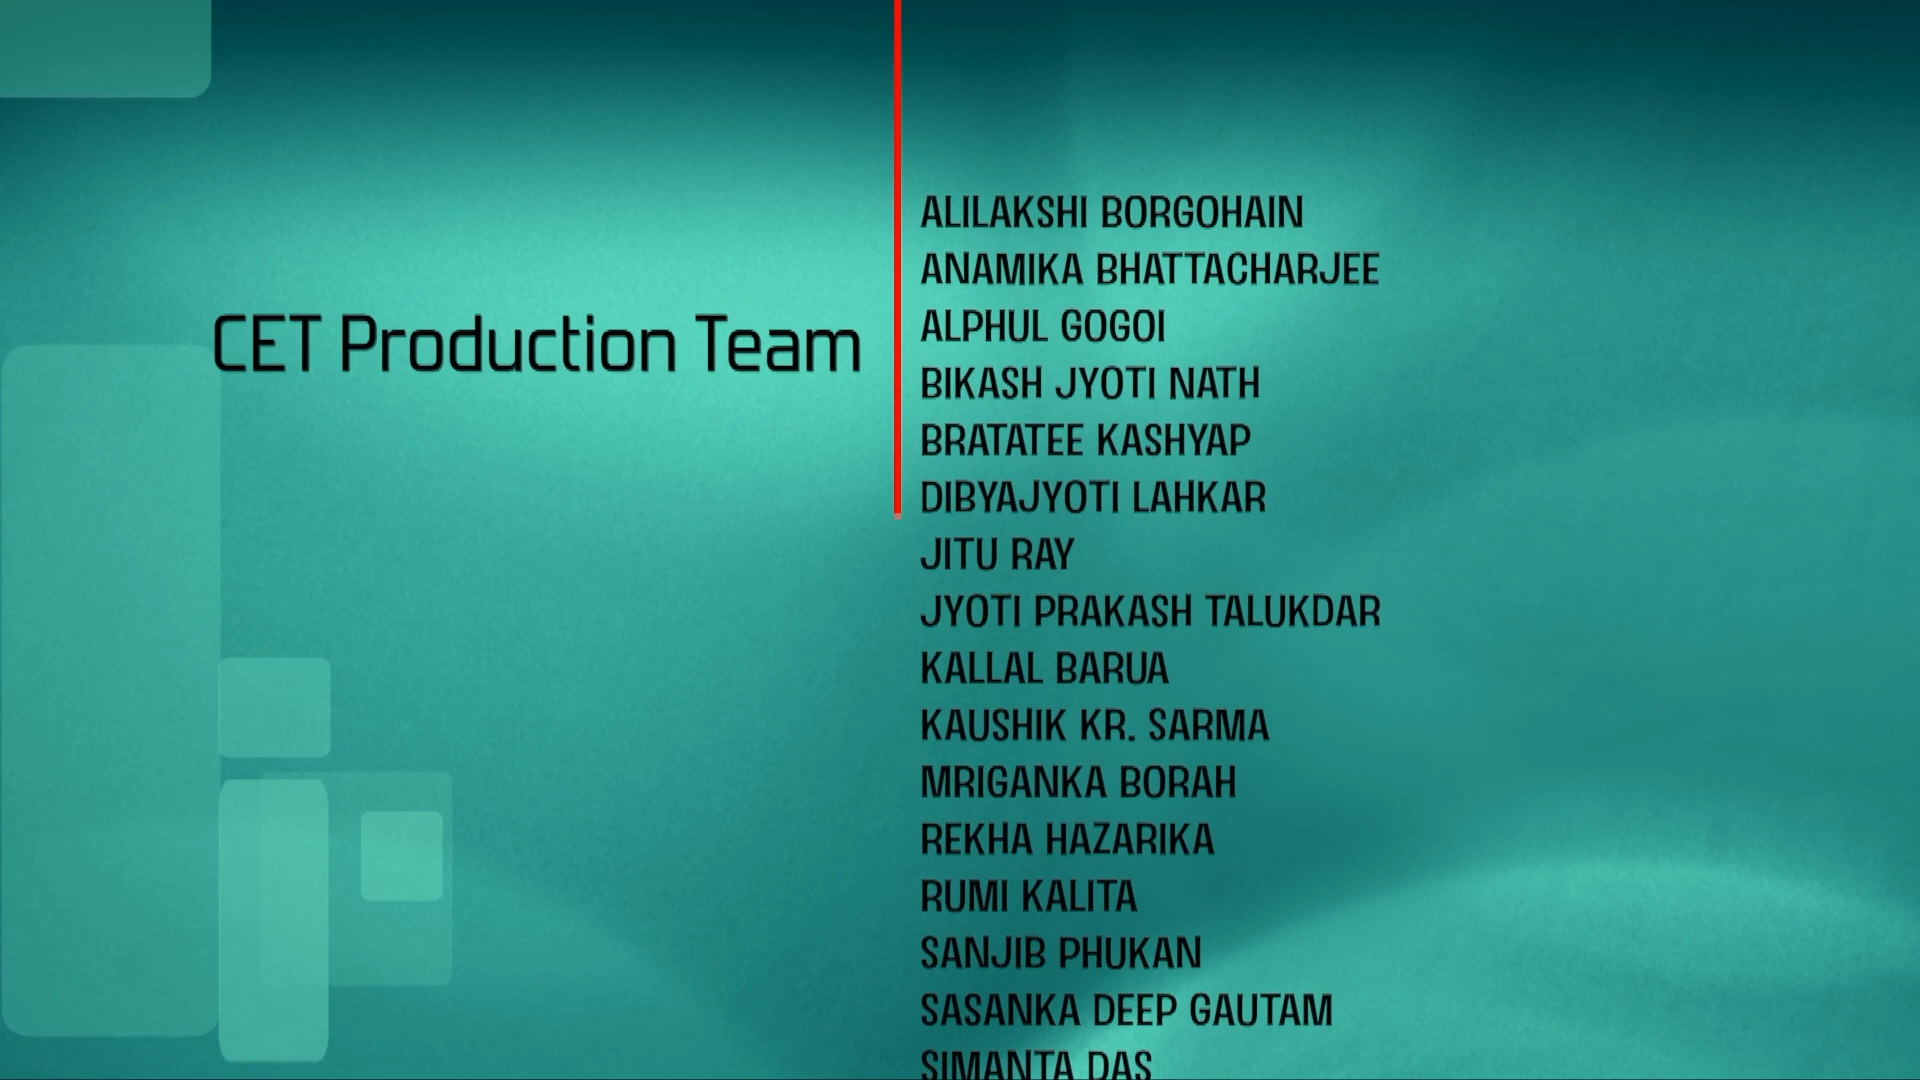 CET Production Team
ALILAKSHI BORGOHAIN
ANAMIKA BHATTACHARJEE
ALPHUL GOGOI
BIKASH JYOTI NATH
BRATATEE KASHYAP
DIBYAJYOTI LAHKAR
JITU RAY
JYOTI PRAKASH TALUKDAR
KALLAL BARUA
KAUSHIK KR. SARMA
MRIGANKA BORAH
REKHA HAZARIKA
RUMI KALITA
SANJIB PHUKAN
SASANKA DEEP GAUTAM
SIMANTA DAS